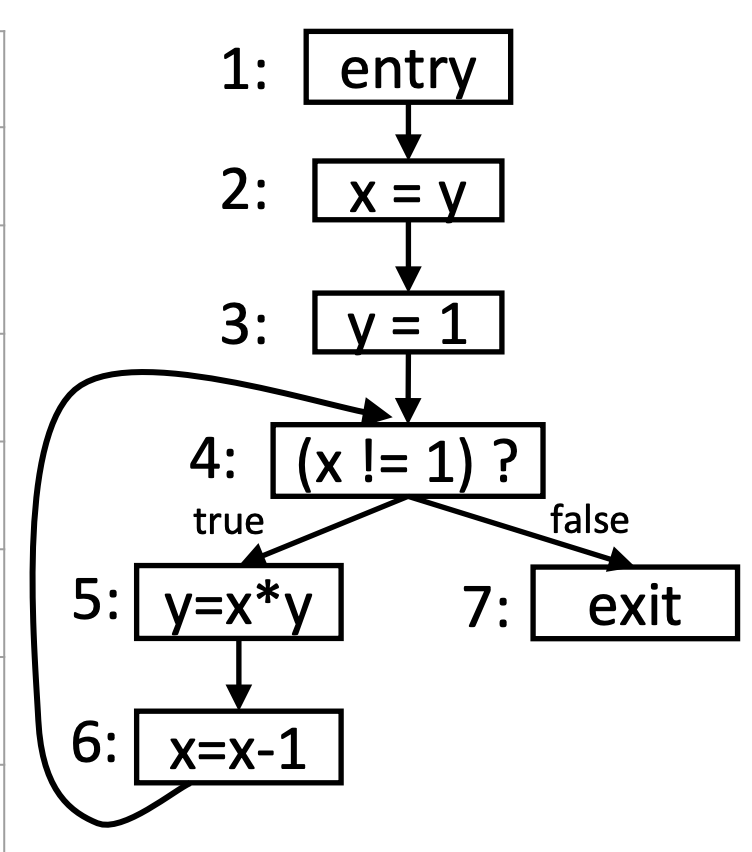 1: entry
2: x = y
3: y = 1
4: (x != 1) ?
true false
5: y=x*y 7: exit
6: x=x-1